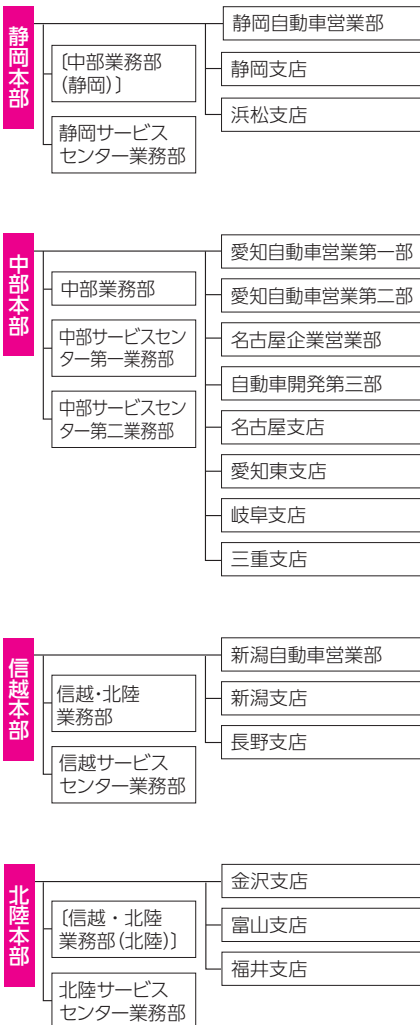 静岡本部
静岡自動車営業部
〔中部業務部
（静岡）〕
静岡支店
浜松支店
静岡サービス
センター業務部
中部本部
愛知自動車営業第一部
中部業務部
愛知自動車営業第二部
中部サービスセン
ター第一業務部
名古屋企業営業部
自動車開発第三部
中部サービスセン
ター第二業務部
名古屋支店
愛知東支店
岐阜支店
三重支店
信越本部
新潟自動車営業部
信越・北陸
業務部
新潟支店
長野支店
信越サービス
センター業務部
北陸本部
金沢支店
〔信越・北陸
業務部（北陸）〕
富山支店
福井支店
北陸サービス
センター業務部